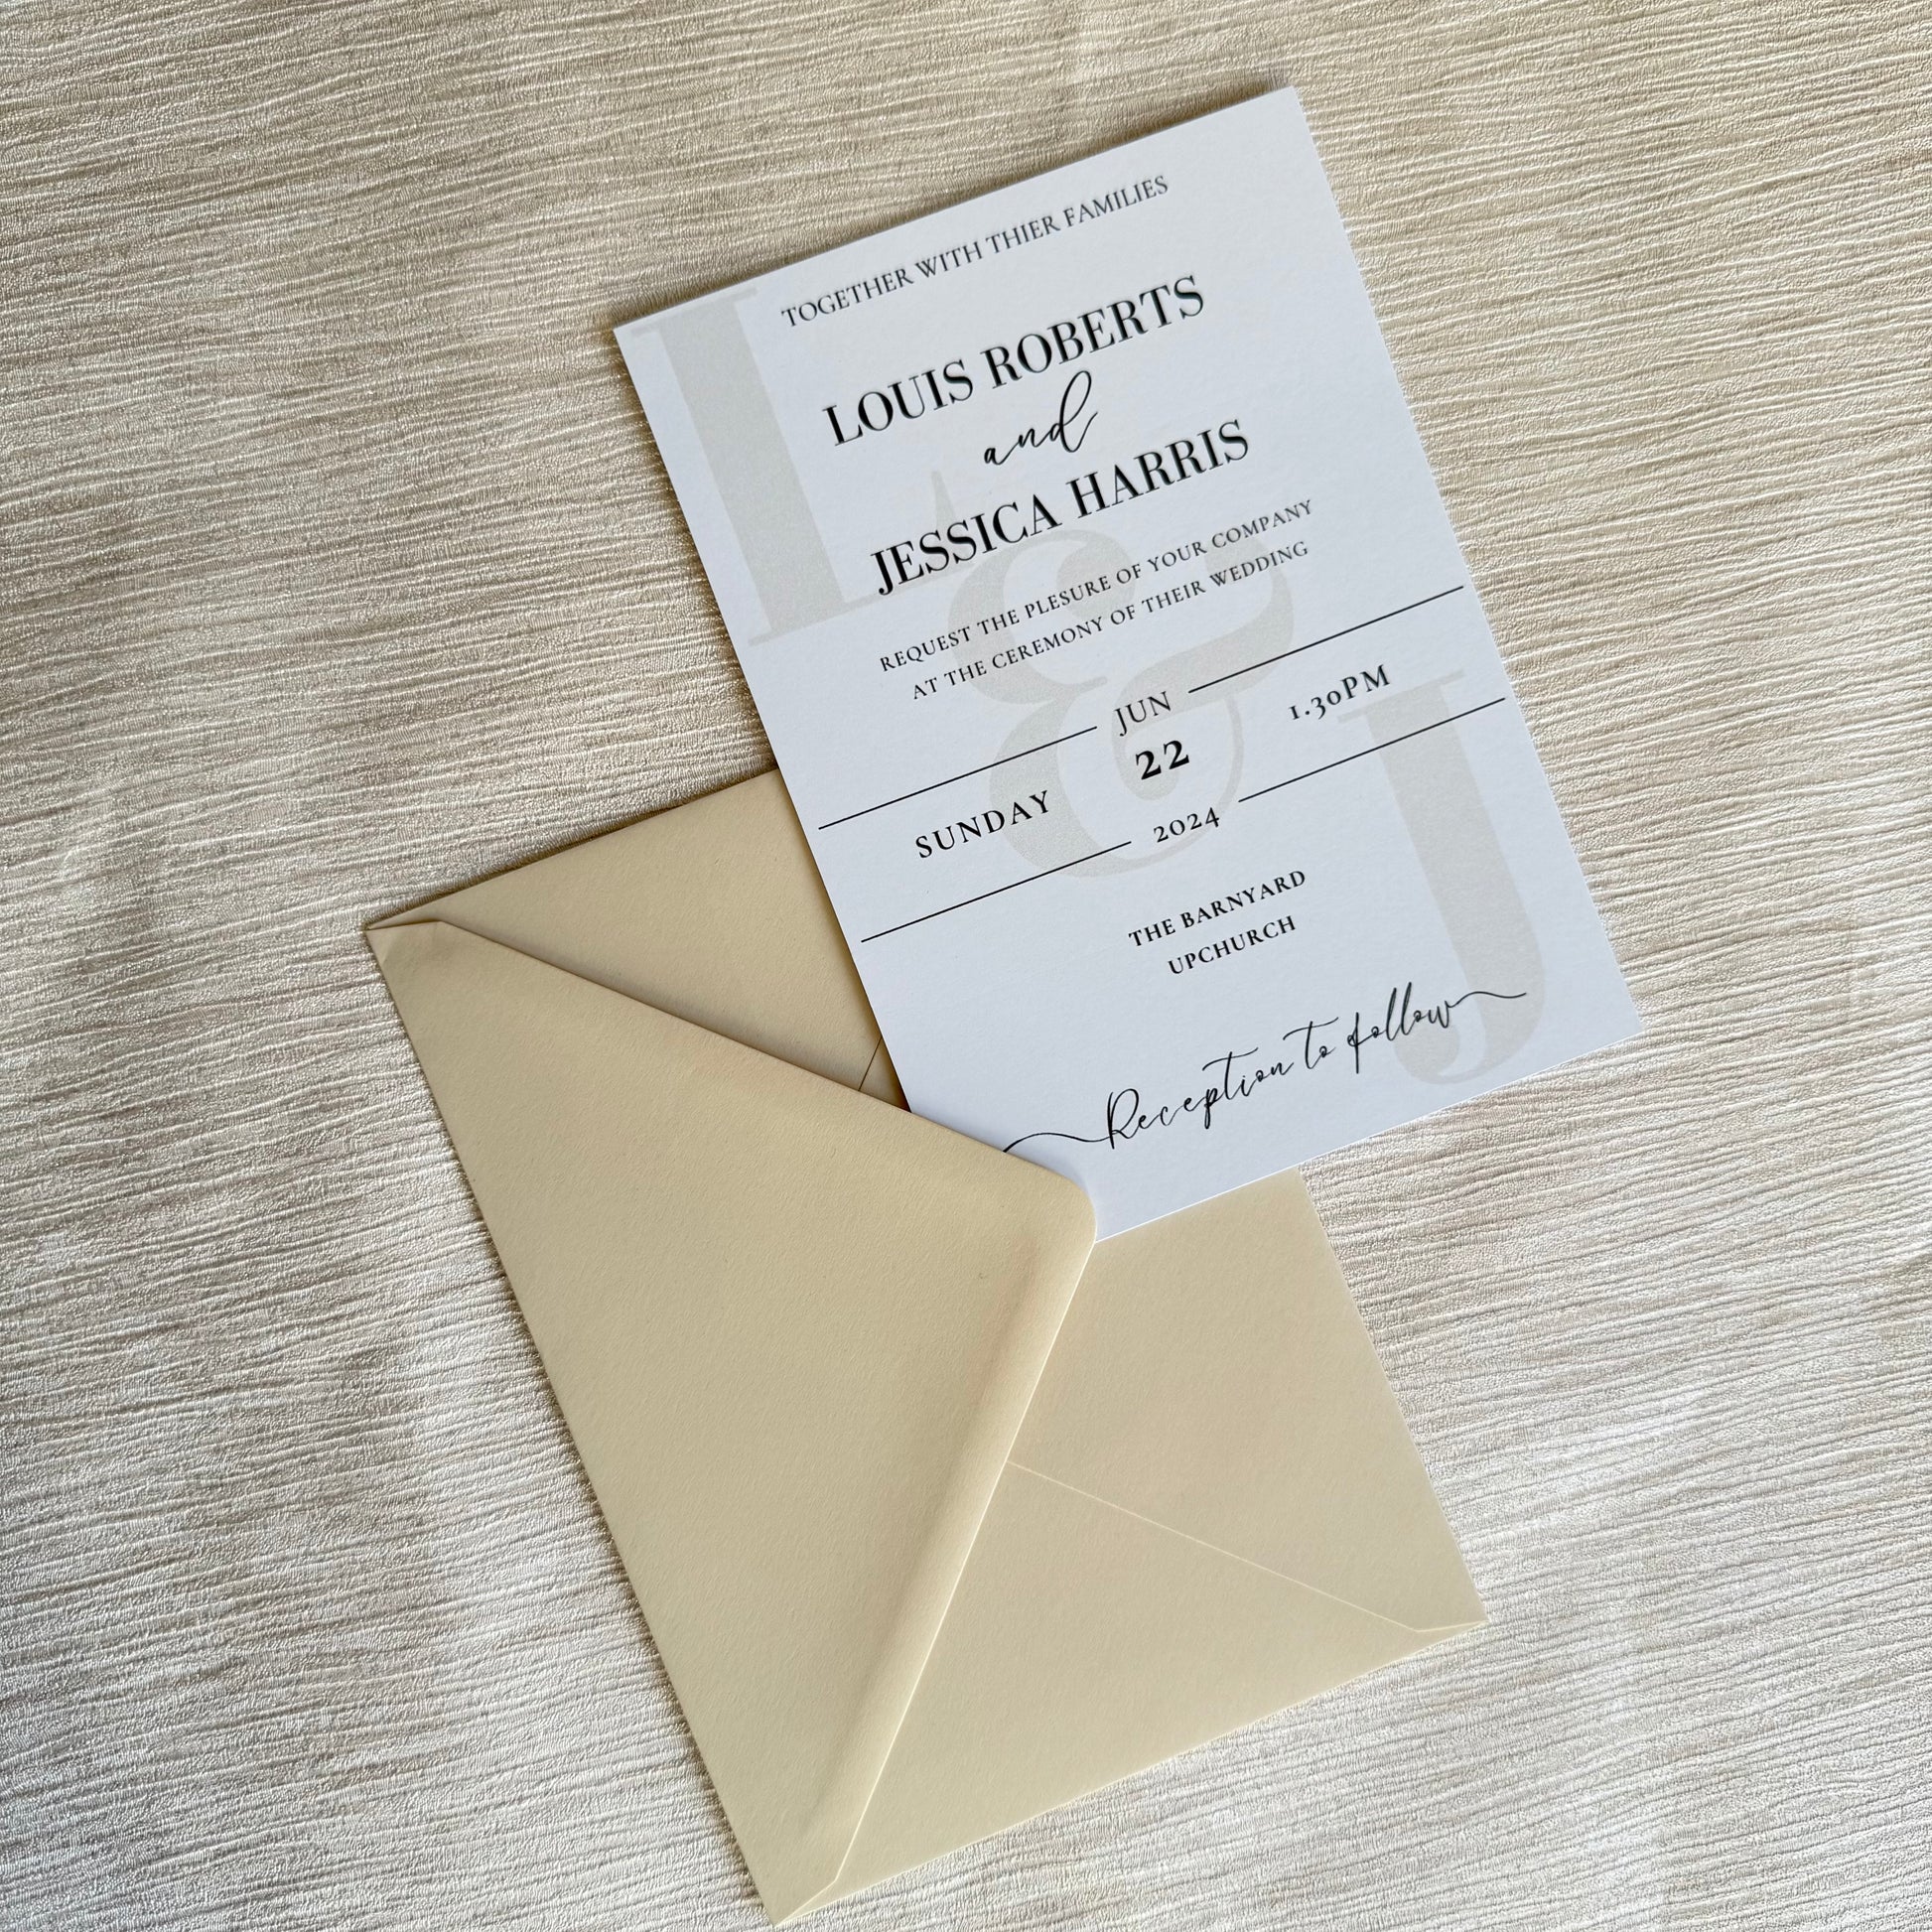 TOGETHER WITH THIER FAMILIES
LOUIS ROBERTS
and
JESSICA HARRIS
REQUEST THE PLESURE OF YOUR COMPANY
AT THE CEREMONY OF THEIR WEDDING
JUN
SUNDAY 22 1.30PM
2024
THE BARNYARD
UPCHURCH
Reception to follow
L
&
J